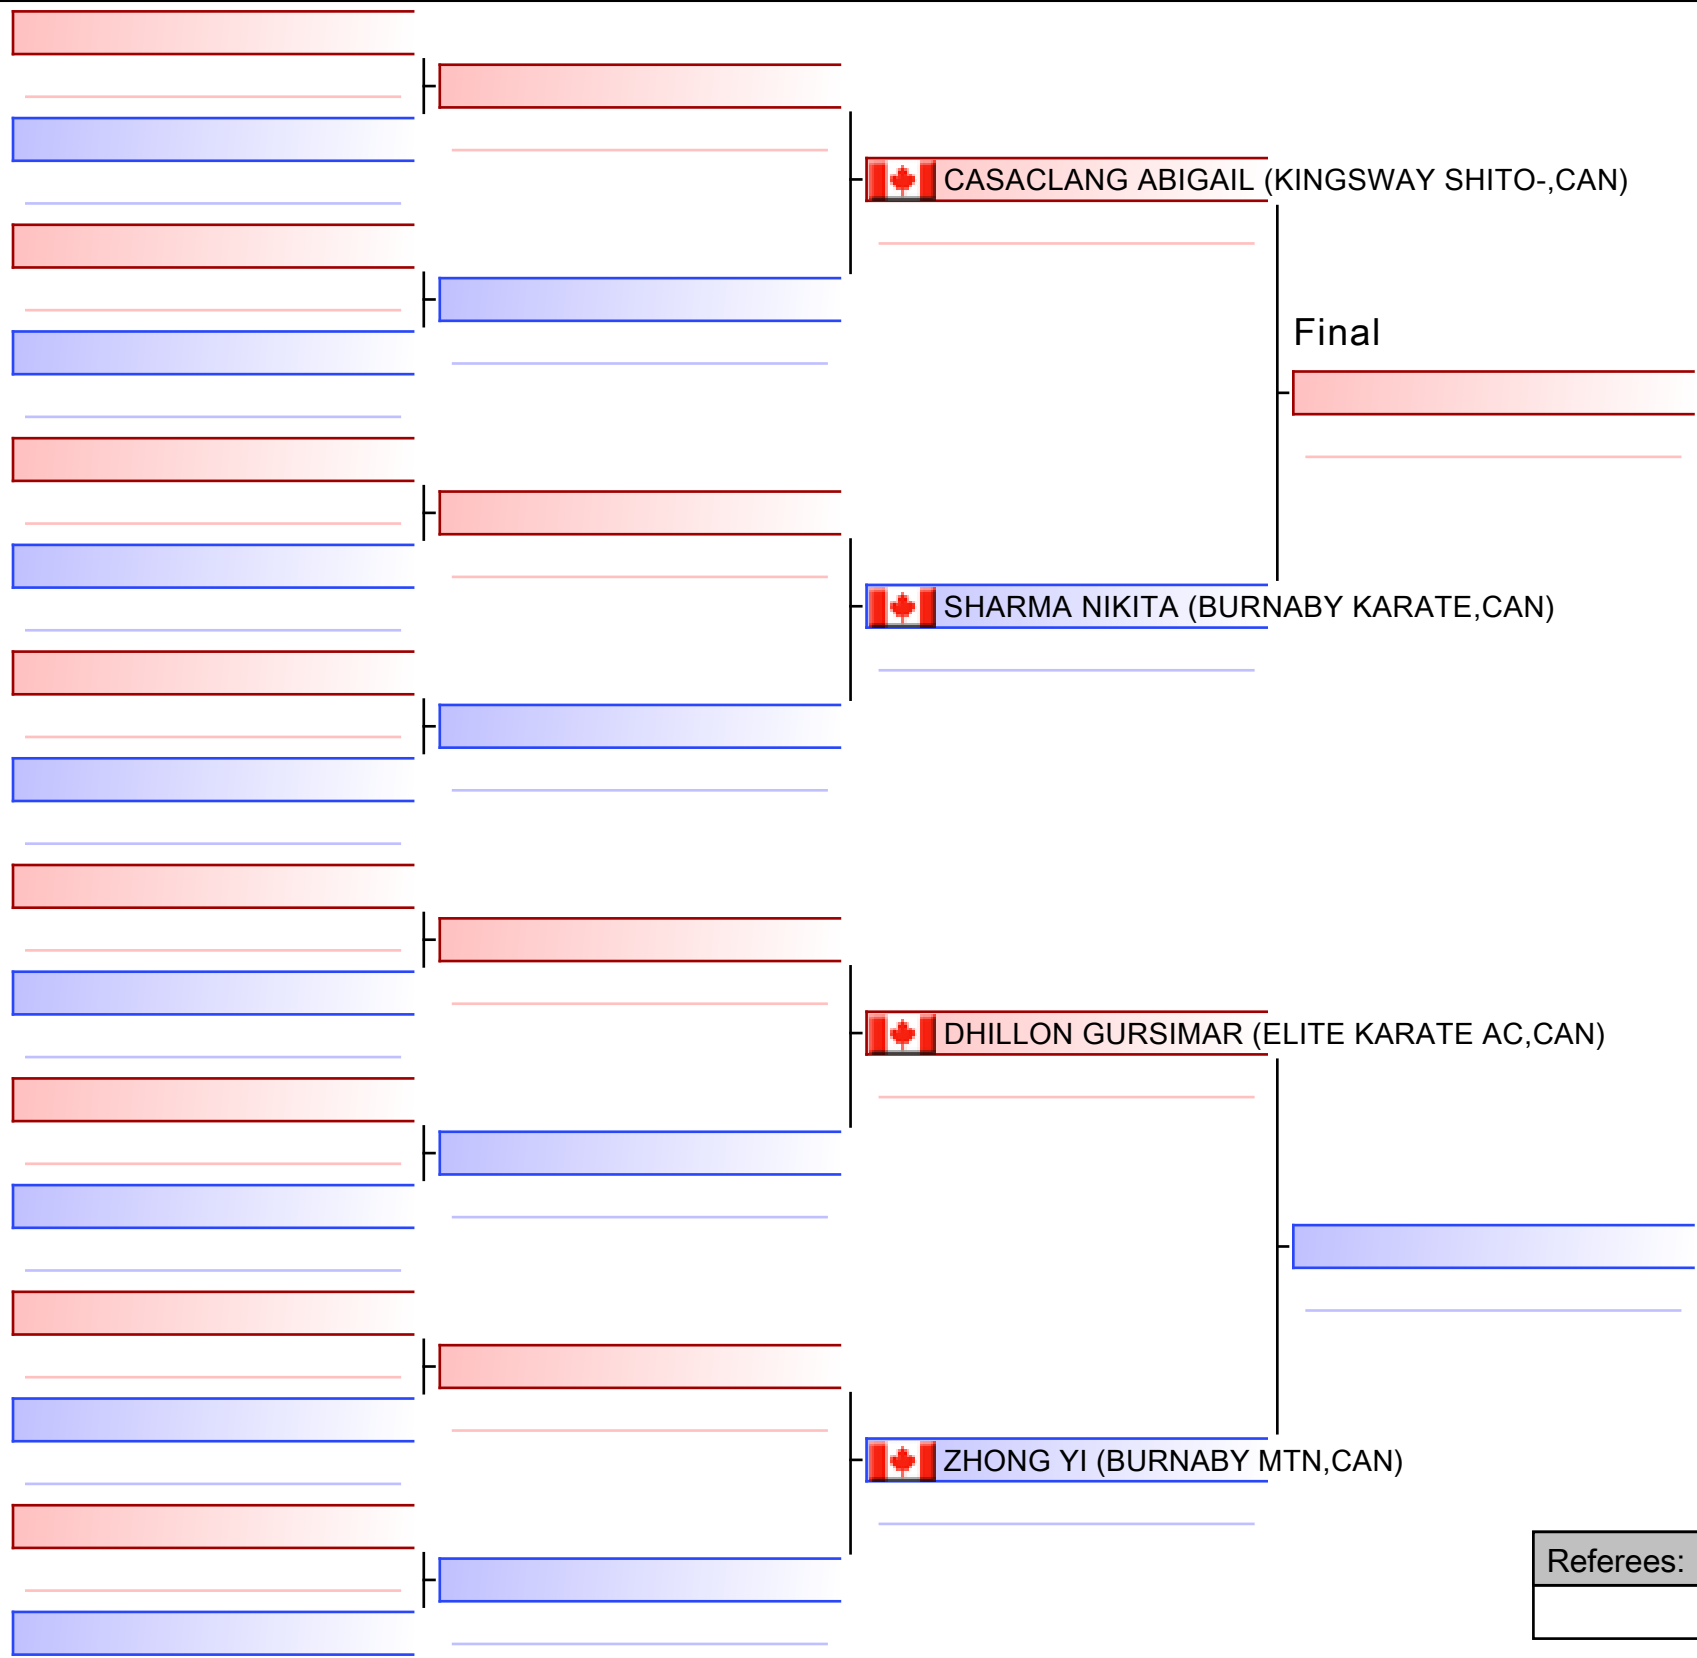 CASACLANG ABIGAIL (KINGSWAY SHITO-,CAN)
Final
SHARMA NIKITA (BURNABY KARATE,CAN)
DHILLON GURSIMAR (ELITE KARATE AC,CAN)
ZHONG YI (BURNABY MTN,CAN)
Referees: